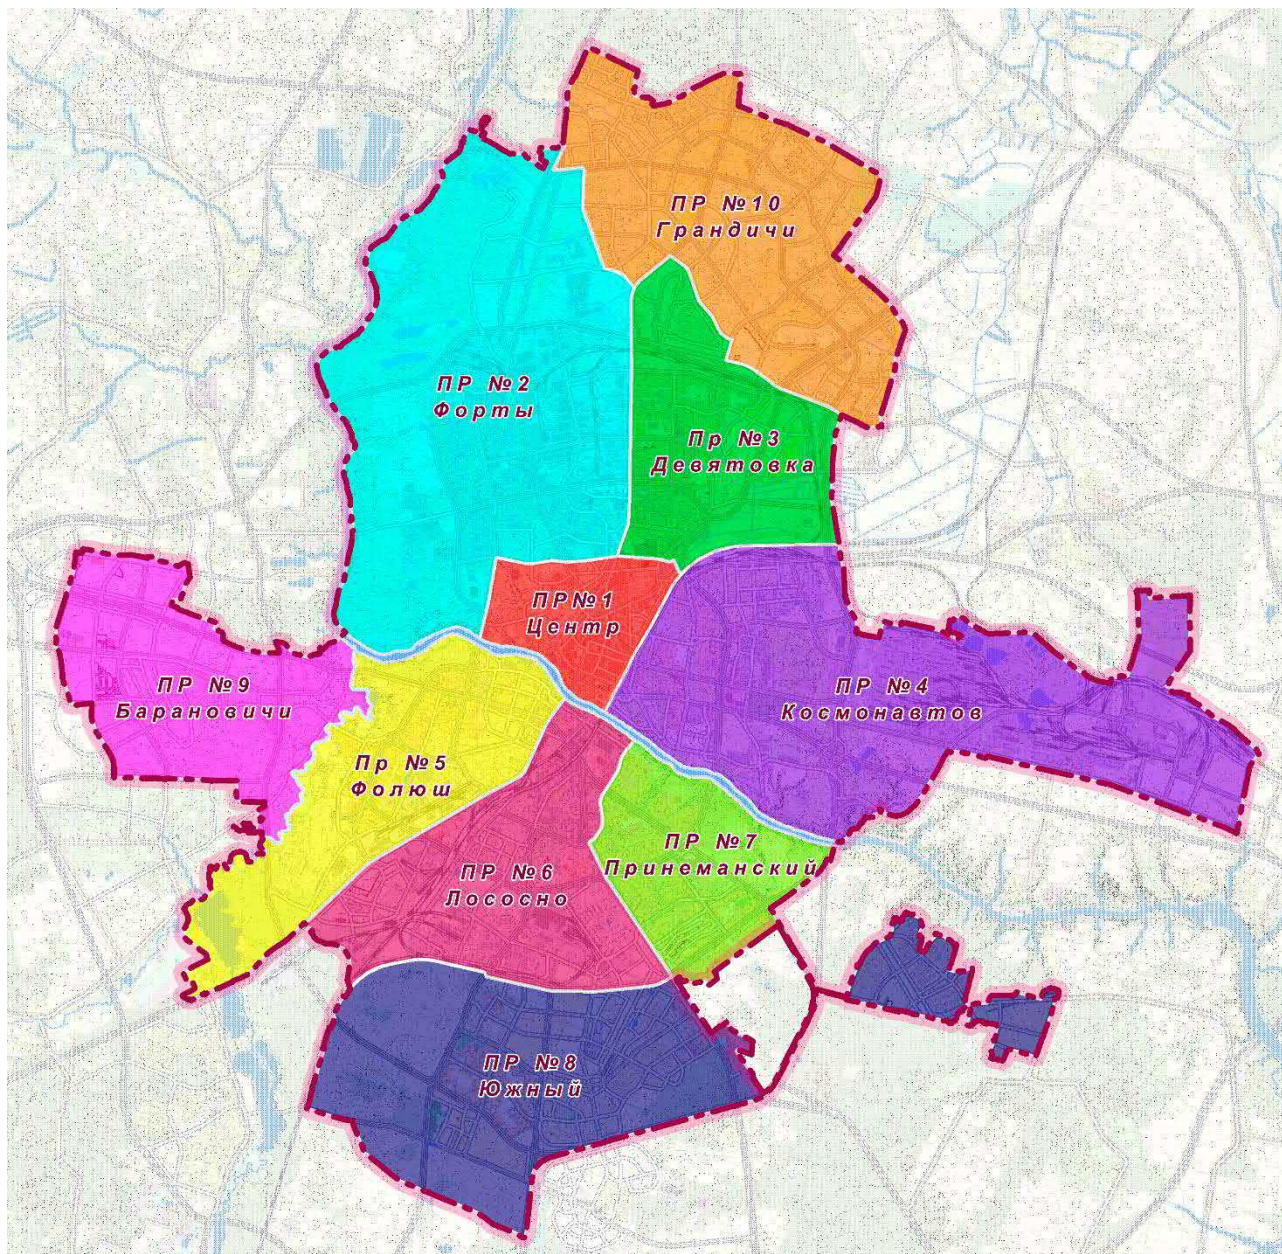 ПР №10
Грандичи
ПР №2
Форты
Пр №3
Девятовка
ПР№1
Центр
ПР №9
Барановичи
ПР №4
Космонавтов
Пр №5
Фолюш
ПР №7
Принеманский
ПР №6
Лососно
ПР №8
Южный